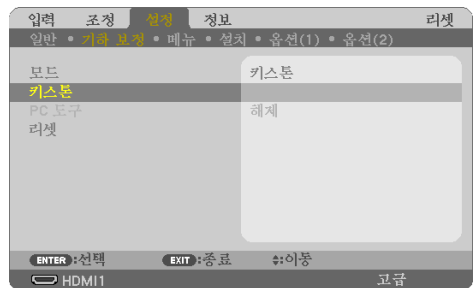 입력 조정 설정 정보 리셋
일반 • 기하 보정 • 메뉴 • 설치 • 옵션(1) • 옵션(2)
모드 키스톤
키스톤
PC 도구 해제
리셋
ENTER :선택 EXIT :종료 :이동
HDMI1 고급